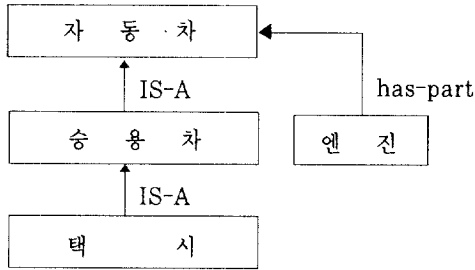 자 동 차
IS-A
has-part
승 용 차
엔 진
IS-A
택 시